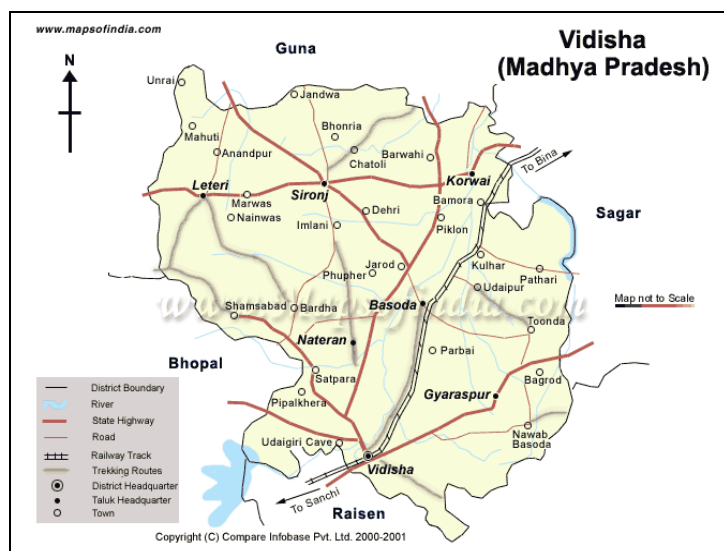 www.mapsofindia.com
Vidisha
(Madhya Pradesh)
N
Guna
Unrai
Jandwa
Mahuti
Bhonria
Anandpur
Chatoli
Barwahi
To Bina
Leteri
Sironj
Korwai
Marwas
Bamora
Nainwas
Dehri
Imlani
Piklon
Sagar
Kulhar
Jarod
Phupher
Pathari
Udaipur
www.Mapsofindia.com
Map not to Scale
Shamsabad
Bardha
Basoda
Toonda
Nateran
Parbai
Bhopal
Satpara
Bagrod
Gyaraspur
Pipalkhera
District Boundary
River
State Highway
Road
Railway Track
Trekking Routes
District Headquarter
Taluk Headquarter
Town
Nawab
Basoda
Udaigiri Cave
Vidisha
To Sanchi
Raisen
Copyright (C) Compare Infobase Pvt. Ltd. 2000-2001